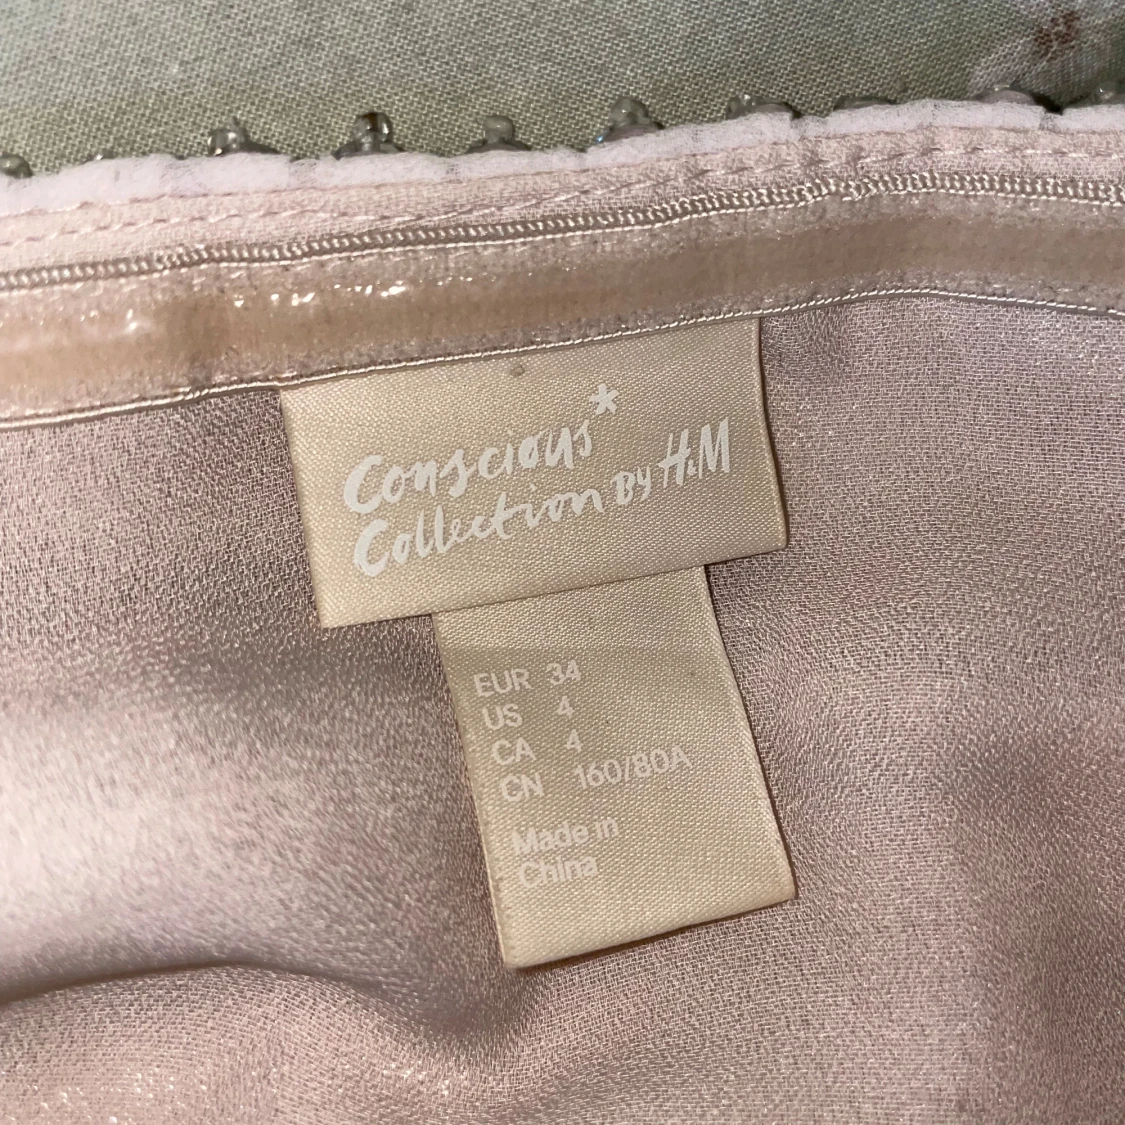 Conscious*
Collection By H&M
EUR 34
US 4
CA 4
CN 160/80A
Made in
China